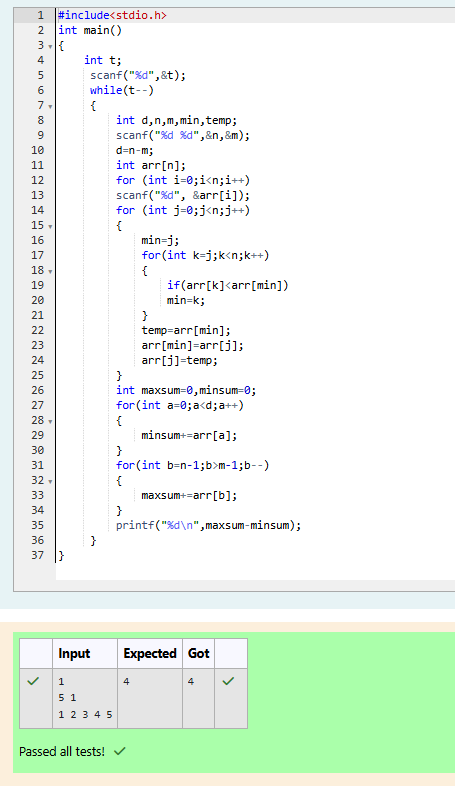 1 #include<stdio.h>
2 int main()
3 {
4 int t;
5 scanf("%d",&t);
6 while(t--)
7 {
8 int d,n,m,min,temp;
9 scanf("%d %d",&n,&m);
10 d=n-m;
11 int arr[n];
12 for (int i=0;i<n;i++)
13 scanf("%d", &arr[i]);
14 for (int j=0;j<n;j++)
15 {
16 min=j;
17 for(int k=j;k<n;k++)
18 {
19 if(arr[k]<arr[min])
20 min=k;
21 }
22 temp=arr[min];
23 arr[min]=arr[j];
24 arr[j]=temp;
25 }
26 int maxsum=0,minsum=0;
27 for(int a=0;a<d;a++)
28 {
29 minsum+=arr[a];
30 }
31 for(int b=n-1;b>m-1;b--)
32 {
33 maxsum+=arr[b];
34 }
35 printf("%d\n",maxsum-minsum);
36 }
37 }
Input Expected Got
1 4 4
5 1
1 2 3 4 5
Passed all tests!